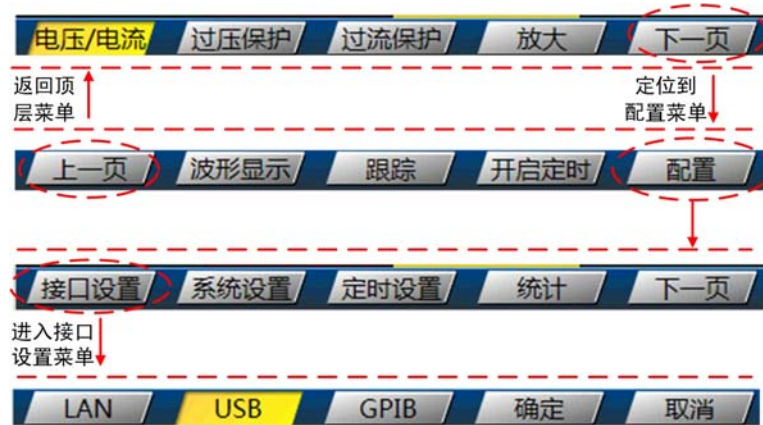 电压/电流 过压保护 过流保护 放大 下一页
返回顶
层菜单
定位到
配置菜单
上一页 波形显示 跟踪 开启定时 配置
接口设置 系统设置 定时设置 统计 下一页
进入接口
设置菜单
LAN USB GPIB 确定 取消